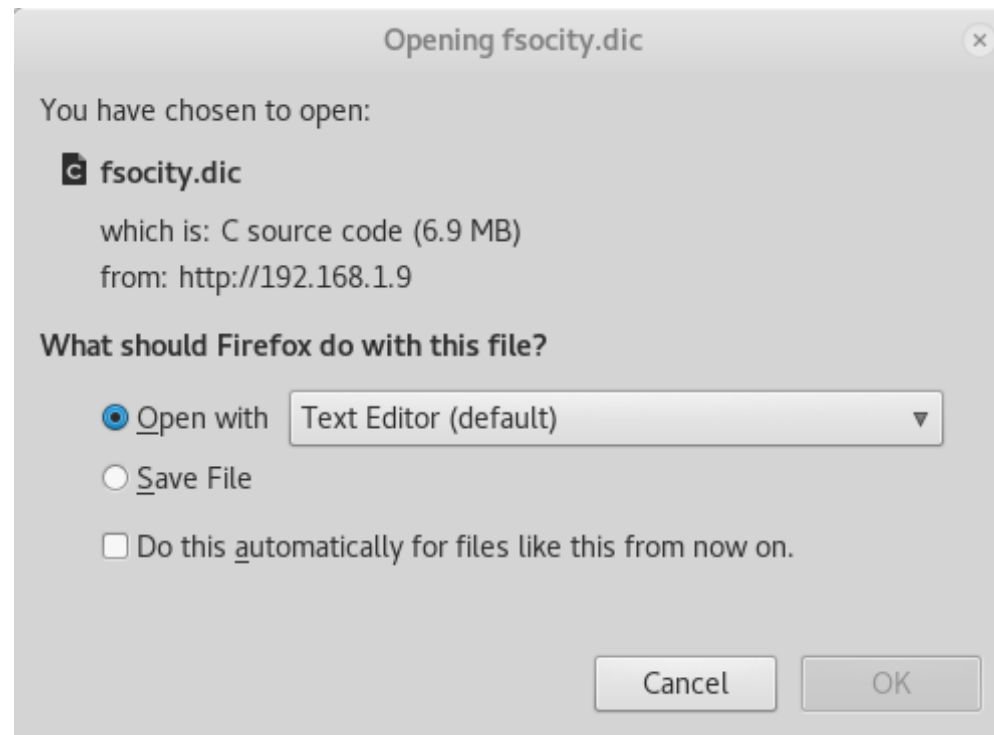 Opening fsocity.dic
You have chosen to open:
fsocity.dic
which is: C source code (6.9 MB)
from: http://192.168.1.9
What should Firefox do with this file?
Open with Text Editor (default)
Save File
Do this automatically for files like this from now on.
Cancel OK